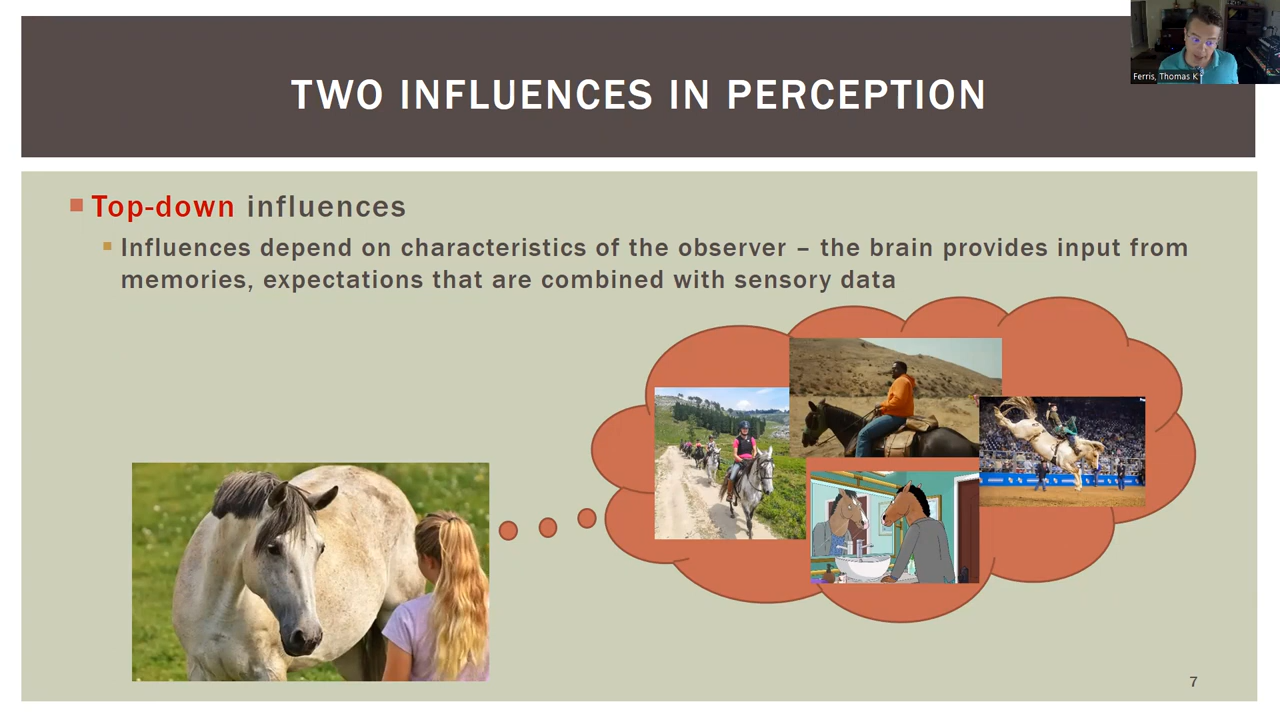 Ferris, Thomas K
TWO INFLUENCES IN PERCEPTION
Top-down influences
Influences depend on characteristics of the observer – the brain provides input from
memories, expectations that are combined with sensory data
7